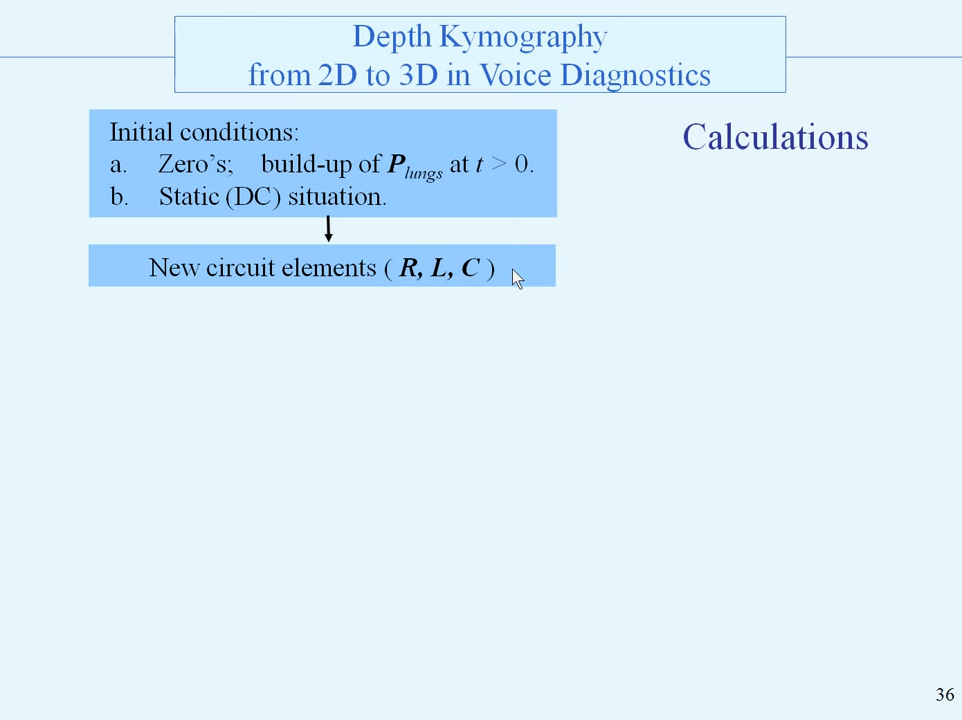 Depth Kymography
from 2D to 3D in Voice Diagnostics
Calculations
Initial conditions:
a. Zero's; build-up of Plungs at t > 0.
b. Static (DC) situation.
New circuit elements ( R, L, C )
36